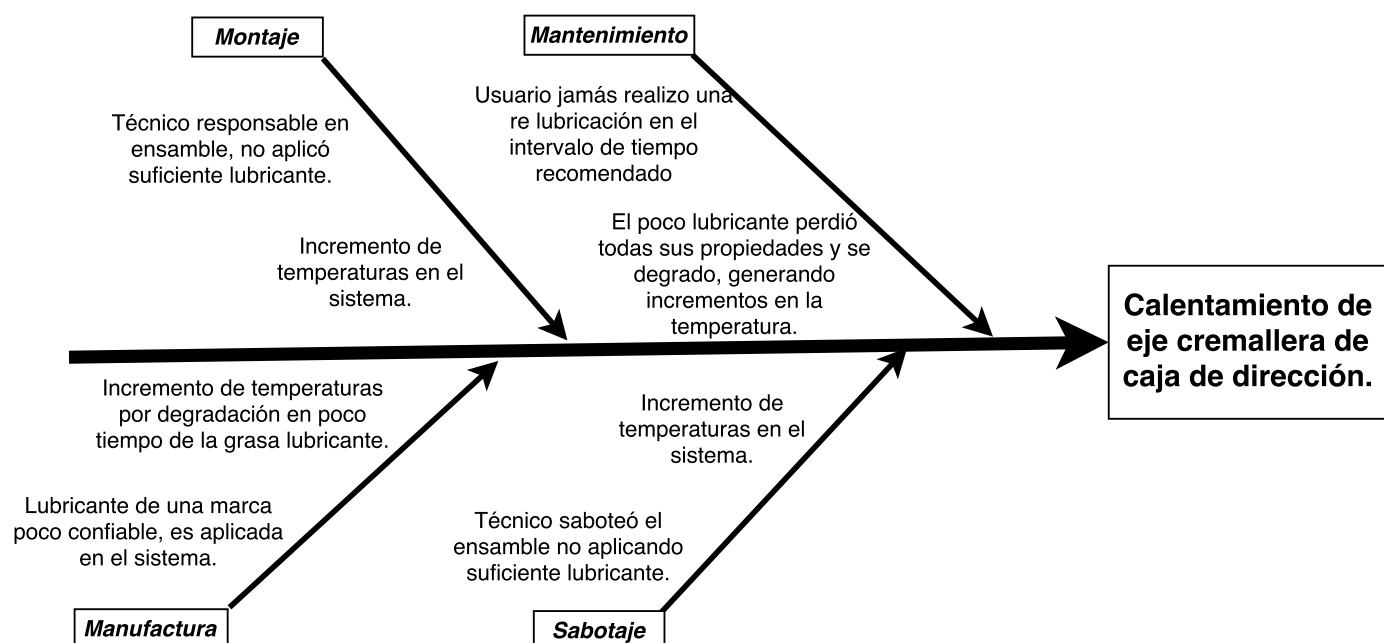 Montaje
Técnico responsable en
ensamble, no aplicó
suficiente lubricante.
Incremento de
temperaturas en el
sistema.
Mantenimiento
Usuario jamás realizo una
re lubricación en el
intervalo de tiempo
recomendado
El poco lubricante perdió
todas sus propiedades y se
degrado, generando
incrementos en la
temperatura.
Calentamiento de
eje cremallera de
caja de dirección.
Incremento de temperaturas
por degradación en poco
tiempo de la grasa lubricante.
Lubricante de una marca
poco confiable, es aplicada
en el sistema.
Manufactura
Incremento de
temperaturas en el
sistema.
Técnico saboteó el
ensamble no aplicando
suficiente lubricante.
Sabotaje